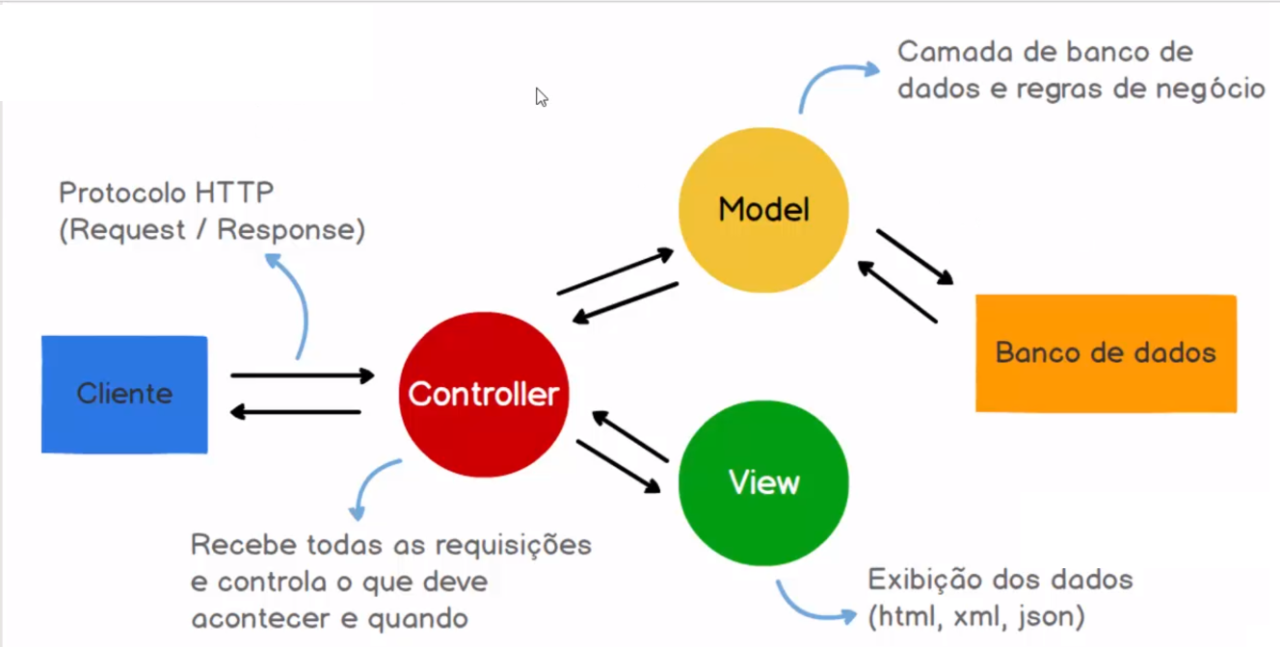 Camada de banco de
dados e regras de negócio
Model
Protocolo HTTP
(Request / Response)
Banco de dados
Cliente
Controller
View
Recebe todas as requisições
e controla o que deve
acontecer e quando
Exibição dos dados
(html, xml, json)